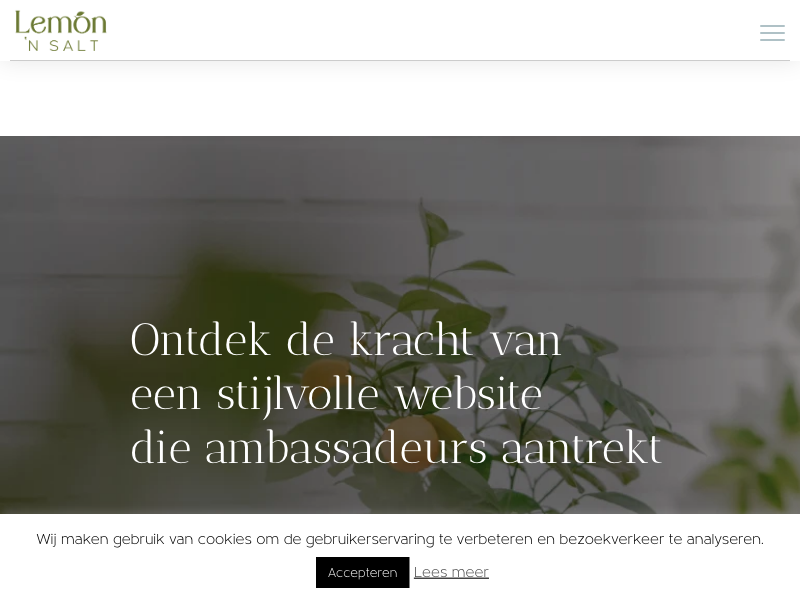 Lemon
'N SALT
Ontdek de kracht van
een stijlvolle website
die ambassadeurs aantrekt
Wij maken gebruik van cookies om de gebruikerservaring te verbeteren en bezoekverkeer te analyseren.
Accepteren Lees meer